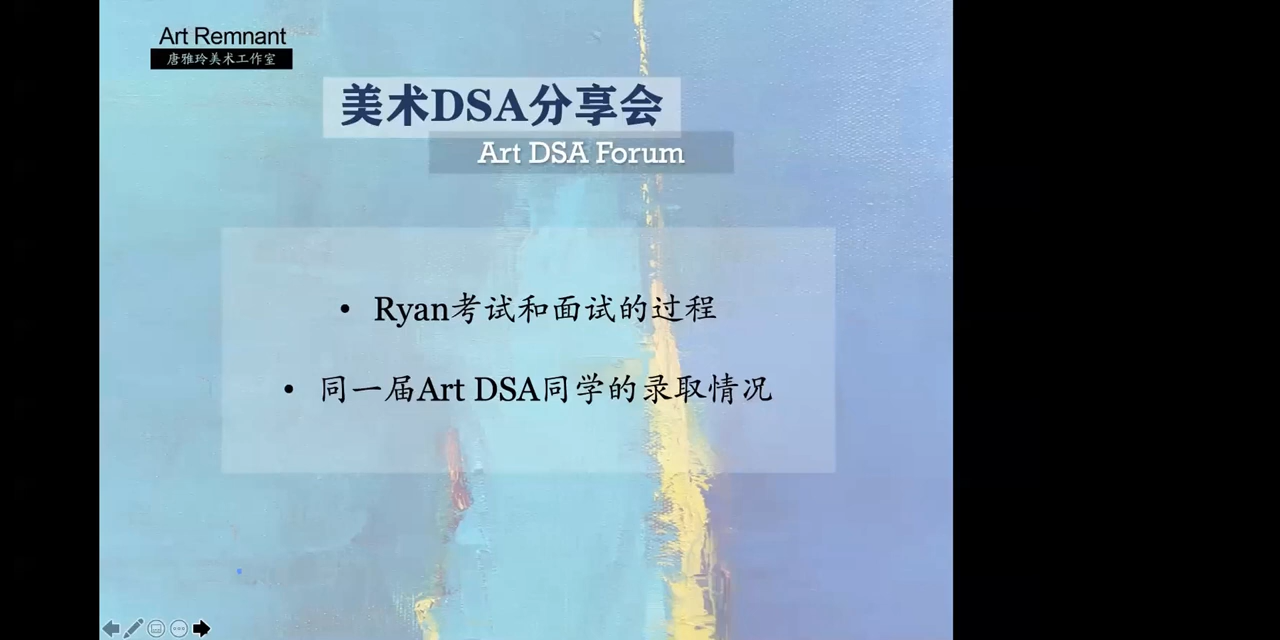 Art Remnant
唐雅玲美术工作室
美术DSA分享会
Art DSA Forum
• Ryan考试和面试的过程
• 同一届Art DSA同学的录取情况